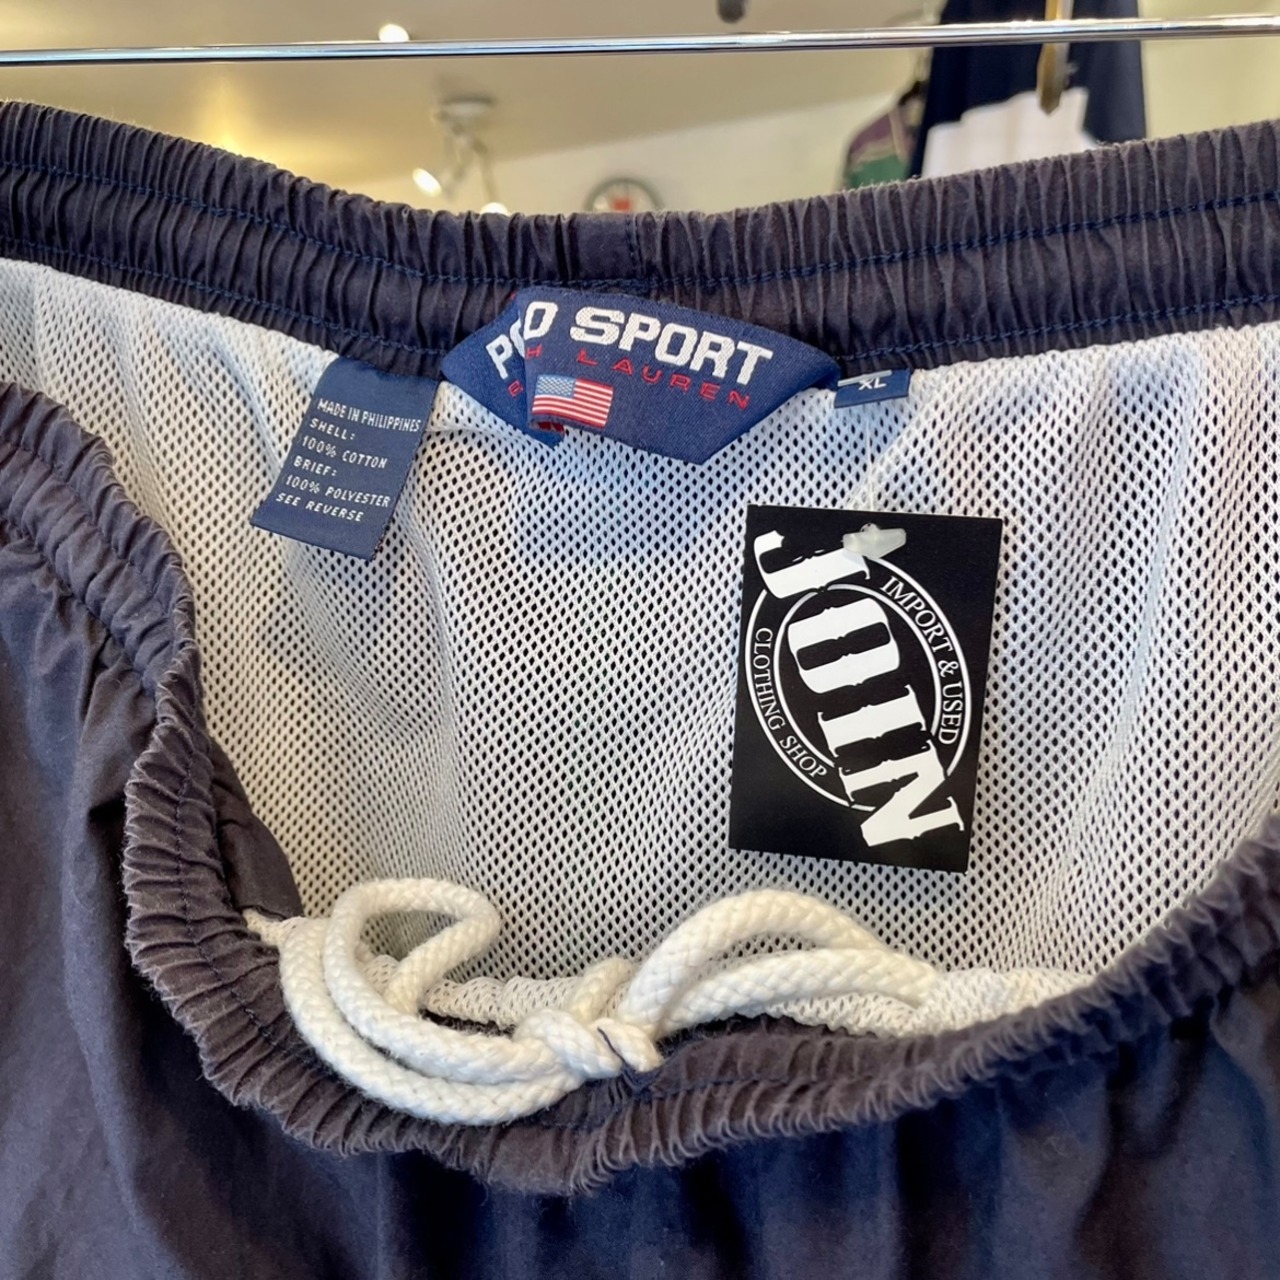 PO SPORT
H LAUREN
XL
MADE IN PHILIPPINES
SHELL:
100% COTTON
BRIEF:
100% POLYESTER
SEE REVERSE
JOIN
IMPORT & USED
CLOTHING SHOP